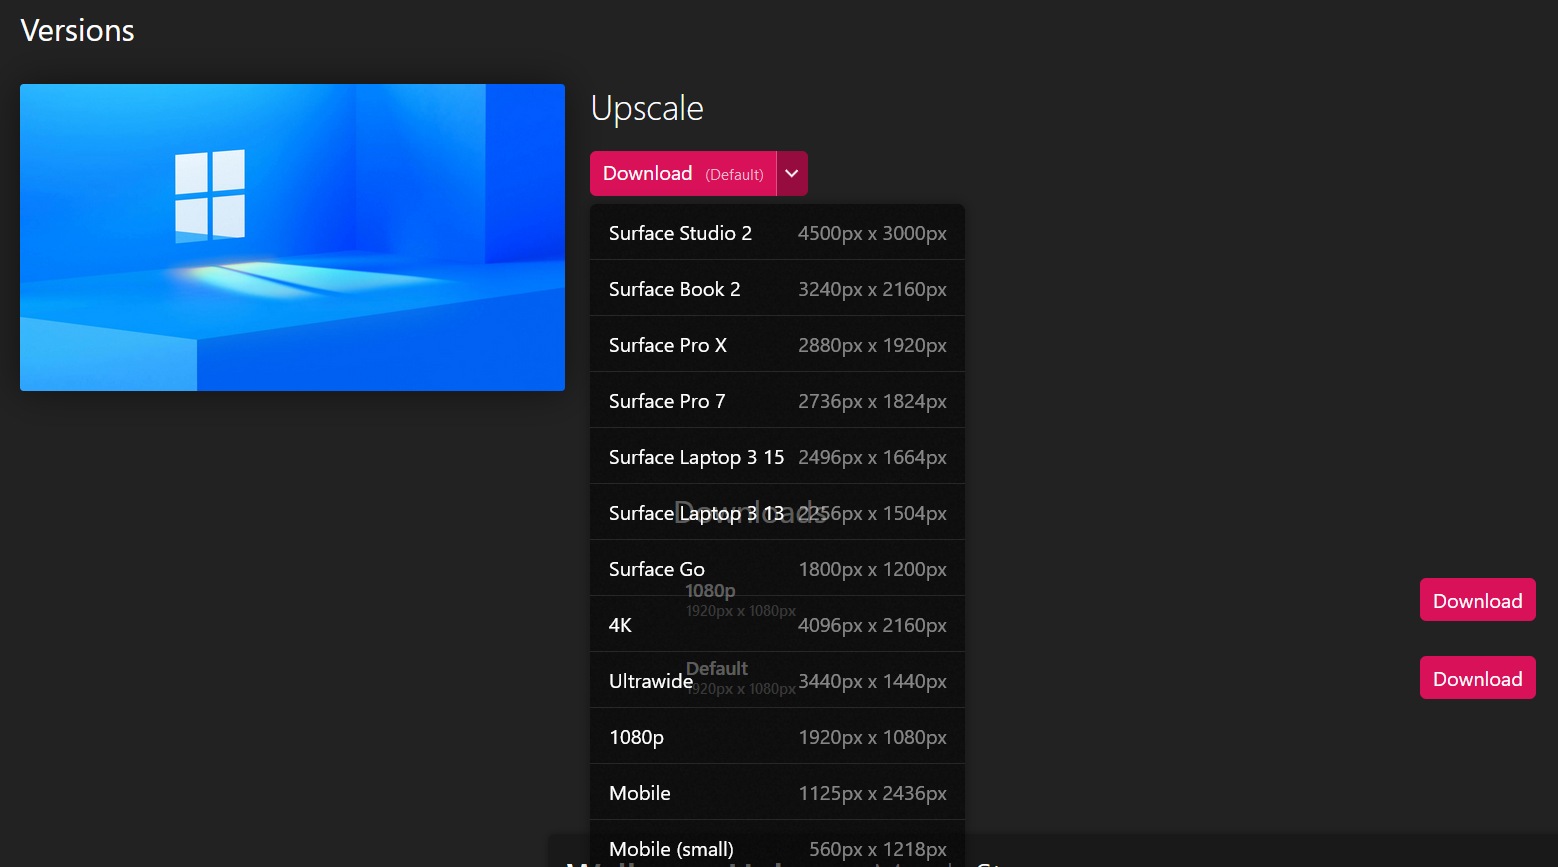 Versions
Upscale
Download (Default)
Surface Studio 2 4500px x 3000px
Surface Book 2 3240px x 2160px
Surface Pro X 2880px x 1920px
Surface Pro 7 2736px x 1824px
Surface Laptop 3 15 2496px x 1664px
Downloads
Surface Laptop 3 13 2256px x 1504px
Surface Go 1800px x 1200px
1080p
1920px x 1080px
Download
4K 4096px x 2160px
Default
1920px x 1080px
Download
Ultrawide 3440px x 1440px
1080p 1920px x 1080px
Mobile 1125px x 2436px
Mobile (small) 560px x 1218px